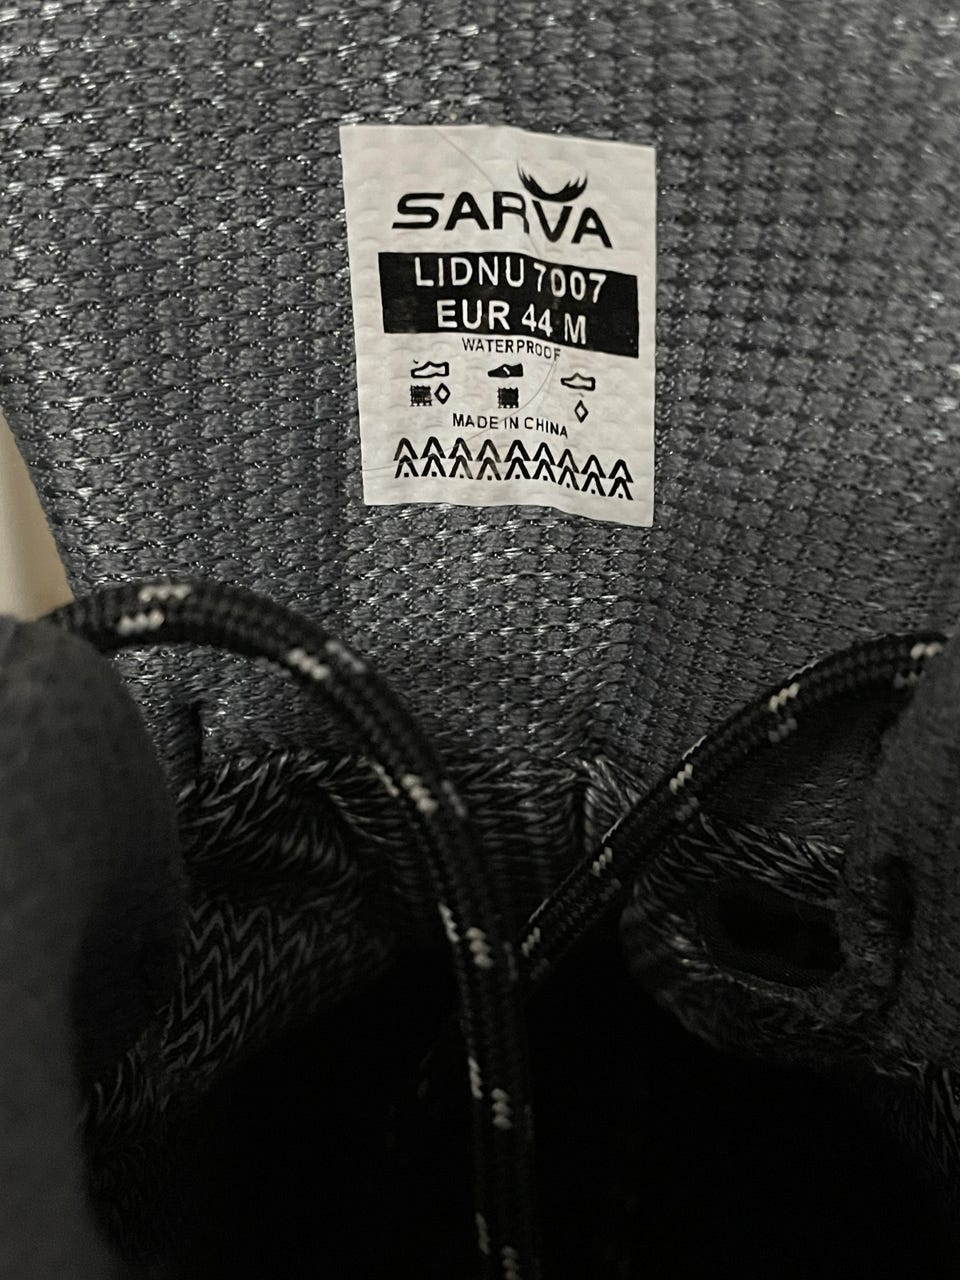 SARVA
LIDNU 7007
EUR 44 M
WATERPROOF
MADE IN CHINA